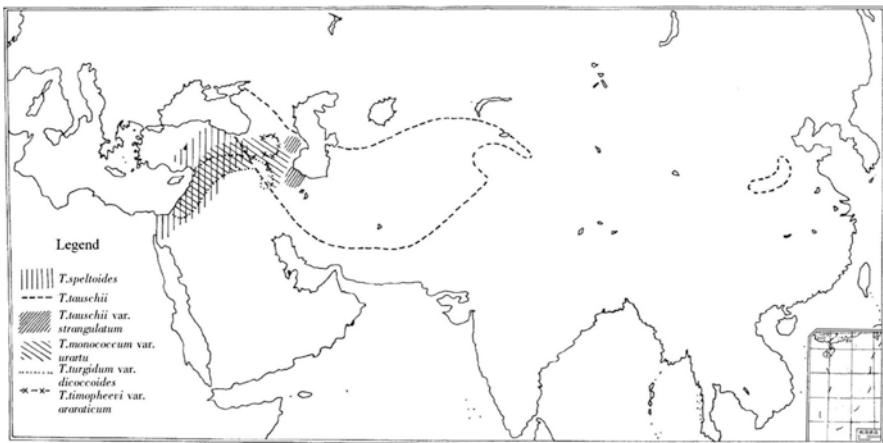 Legend
T.speltoides
T.tauschii
T.tauschii var.
strangulatum
T.monococcum var.
urartu
T.turgidum var.
dicoccoides
T.timopheevi var.
araraticum